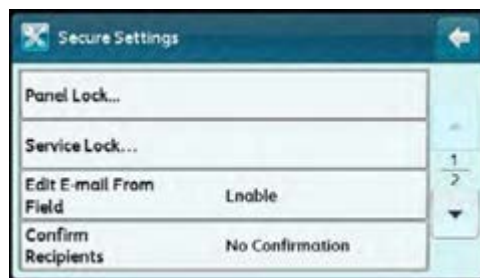 Secure Settings
Panel Lock...
Service Lock...
Edit E-mail From
Field
Enable
Confirm
Recipients
No Confirmation
1
2